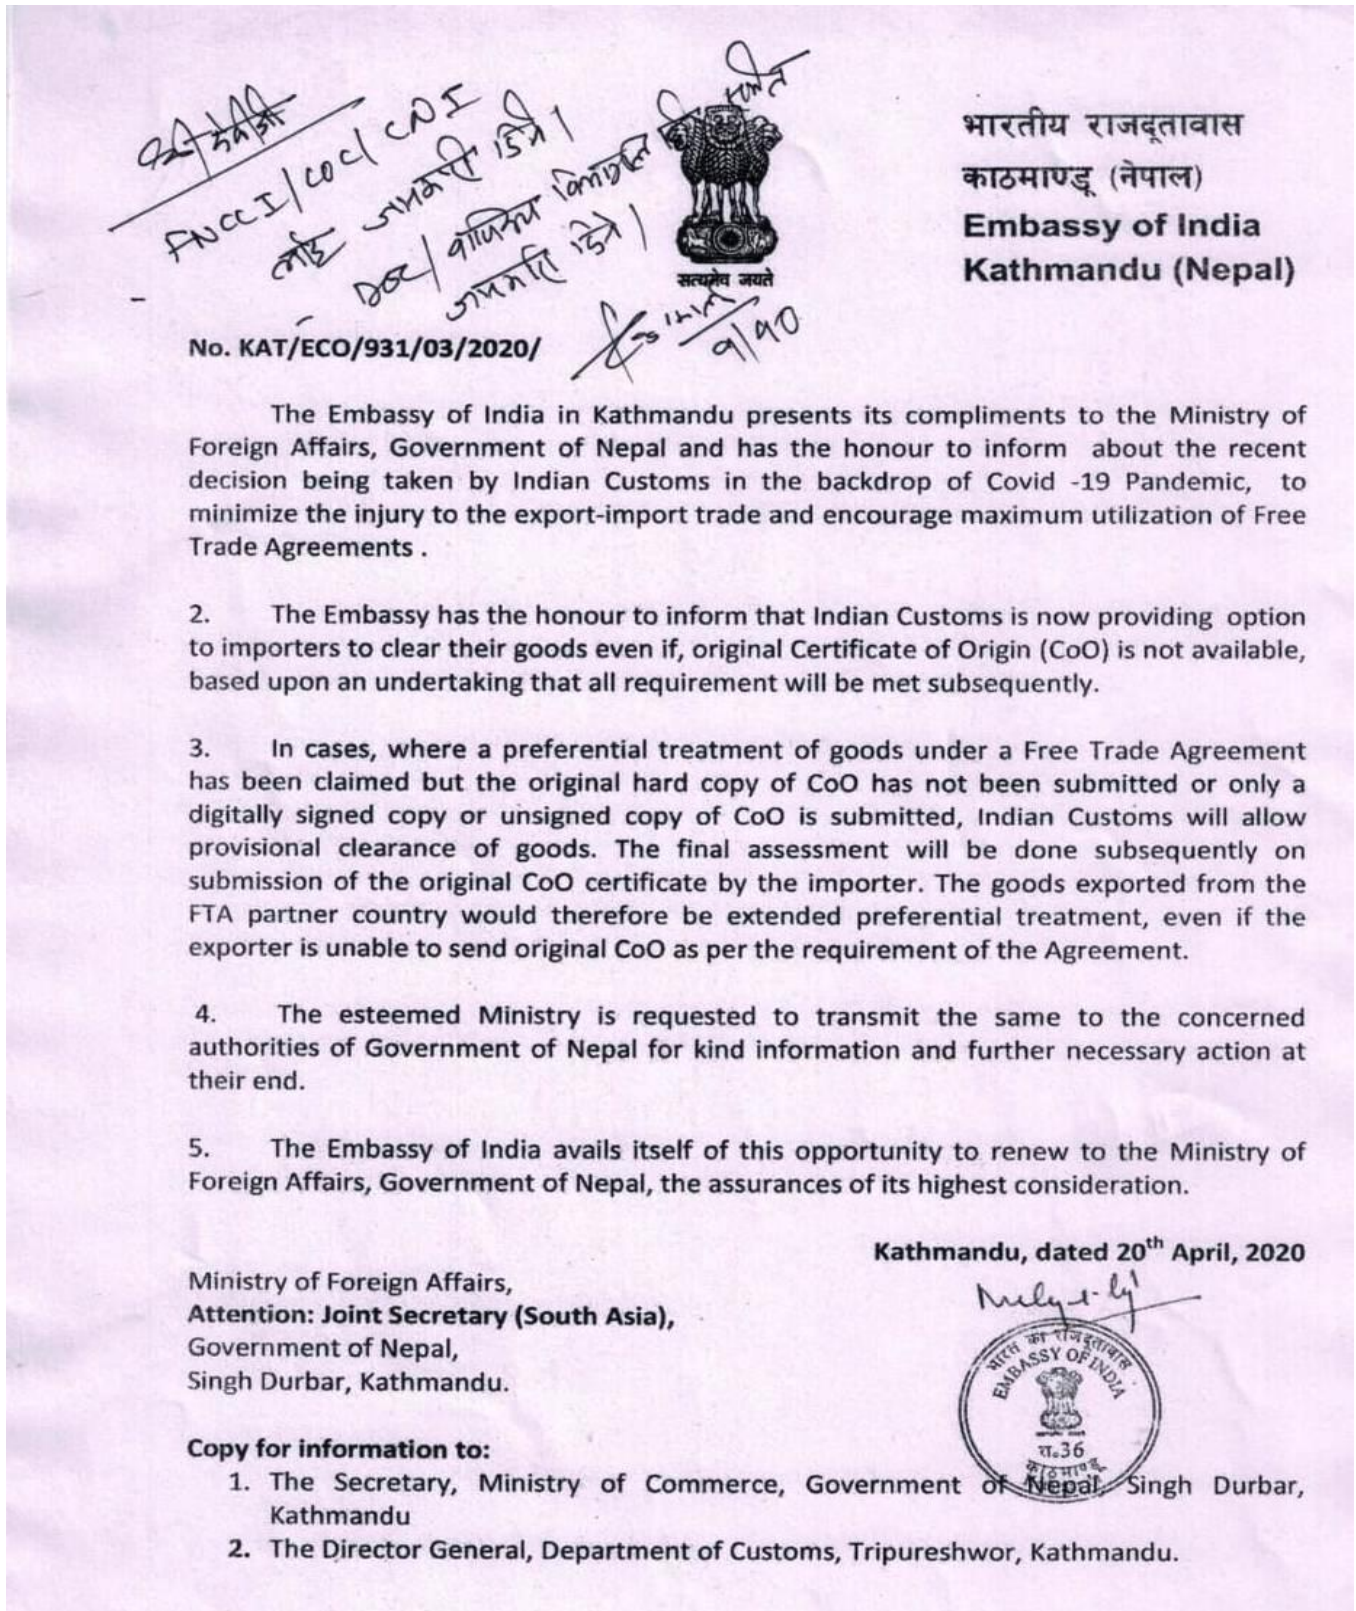 FNCCI/COC/CNI
लाई जानकारी दिने।
DOC/वाणिज्य
दिने।
९/१०
सत्यमेव जयते
भारतीय राजदूतावास
काठमाण्डू (नेपाल)
Embassy of India
Kathmandu (Nepal)
No. KAT/ECO/931/03/2020/
The Embassy of India in Kathmandu presents its compliments to the Ministry of
Foreign Affairs, Government of Nepal and has the honour to inform about the recent
decision being taken by Indian Customs in the backdrop of Covid -19 Pandemic, to
minimize the injury to the export-import trade and encourage maximum utilization of Free
Trade Agreements .
2. The Embassy has the honour to inform that Indian Customs is now providing option
to importers to clear their goods even if, original Certificate of Origin (CoO) is not available,
based upon an undertaking that all requirement will be met subsequently.
3. In cases, where a preferential treatment of goods under a Free Trade Agreement
has been claimed but the original hard copy of CoO has not been submitted or only a
digitally signed copy or unsigned copy of CoO is submitted, Indian Customs will allow
provisional clearance of goods. The final assessment will be done subsequently on
submission of the original CoO certificate by the importer. The goods exported from the
FTA partner country would therefore be extended preferential treatment, even if the
exporter is unable to send original CoO as per the requirement of the Agreement.
4. The esteemed Ministry is requested to transmit the same to the concerned
authorities of Government of Nepal for kind information and further necessary action at
their end.
5. The Embassy of India avails itself of this opportunity to renew to the Ministry of
Foreign Affairs, Government of Nepal, the assurances of its highest consideration.
Kathmandu, dated 20th April, 2020
Ministry of Foreign Affairs,
Attention: Joint Secretary (South Asia),
Government of Nepal,
Singh Durbar, Kathmandu.
भारत का राजदूतावास
EMBASSY OF INDIA
रा.36
काठमाण्डू
Copy for information to:
1. The Secretary, Ministry of Commerce, Government of Nepal, Singh Durbar,
Kathmandu
2. The Director General, Department of Customs, Tripureshwor, Kathmandu.